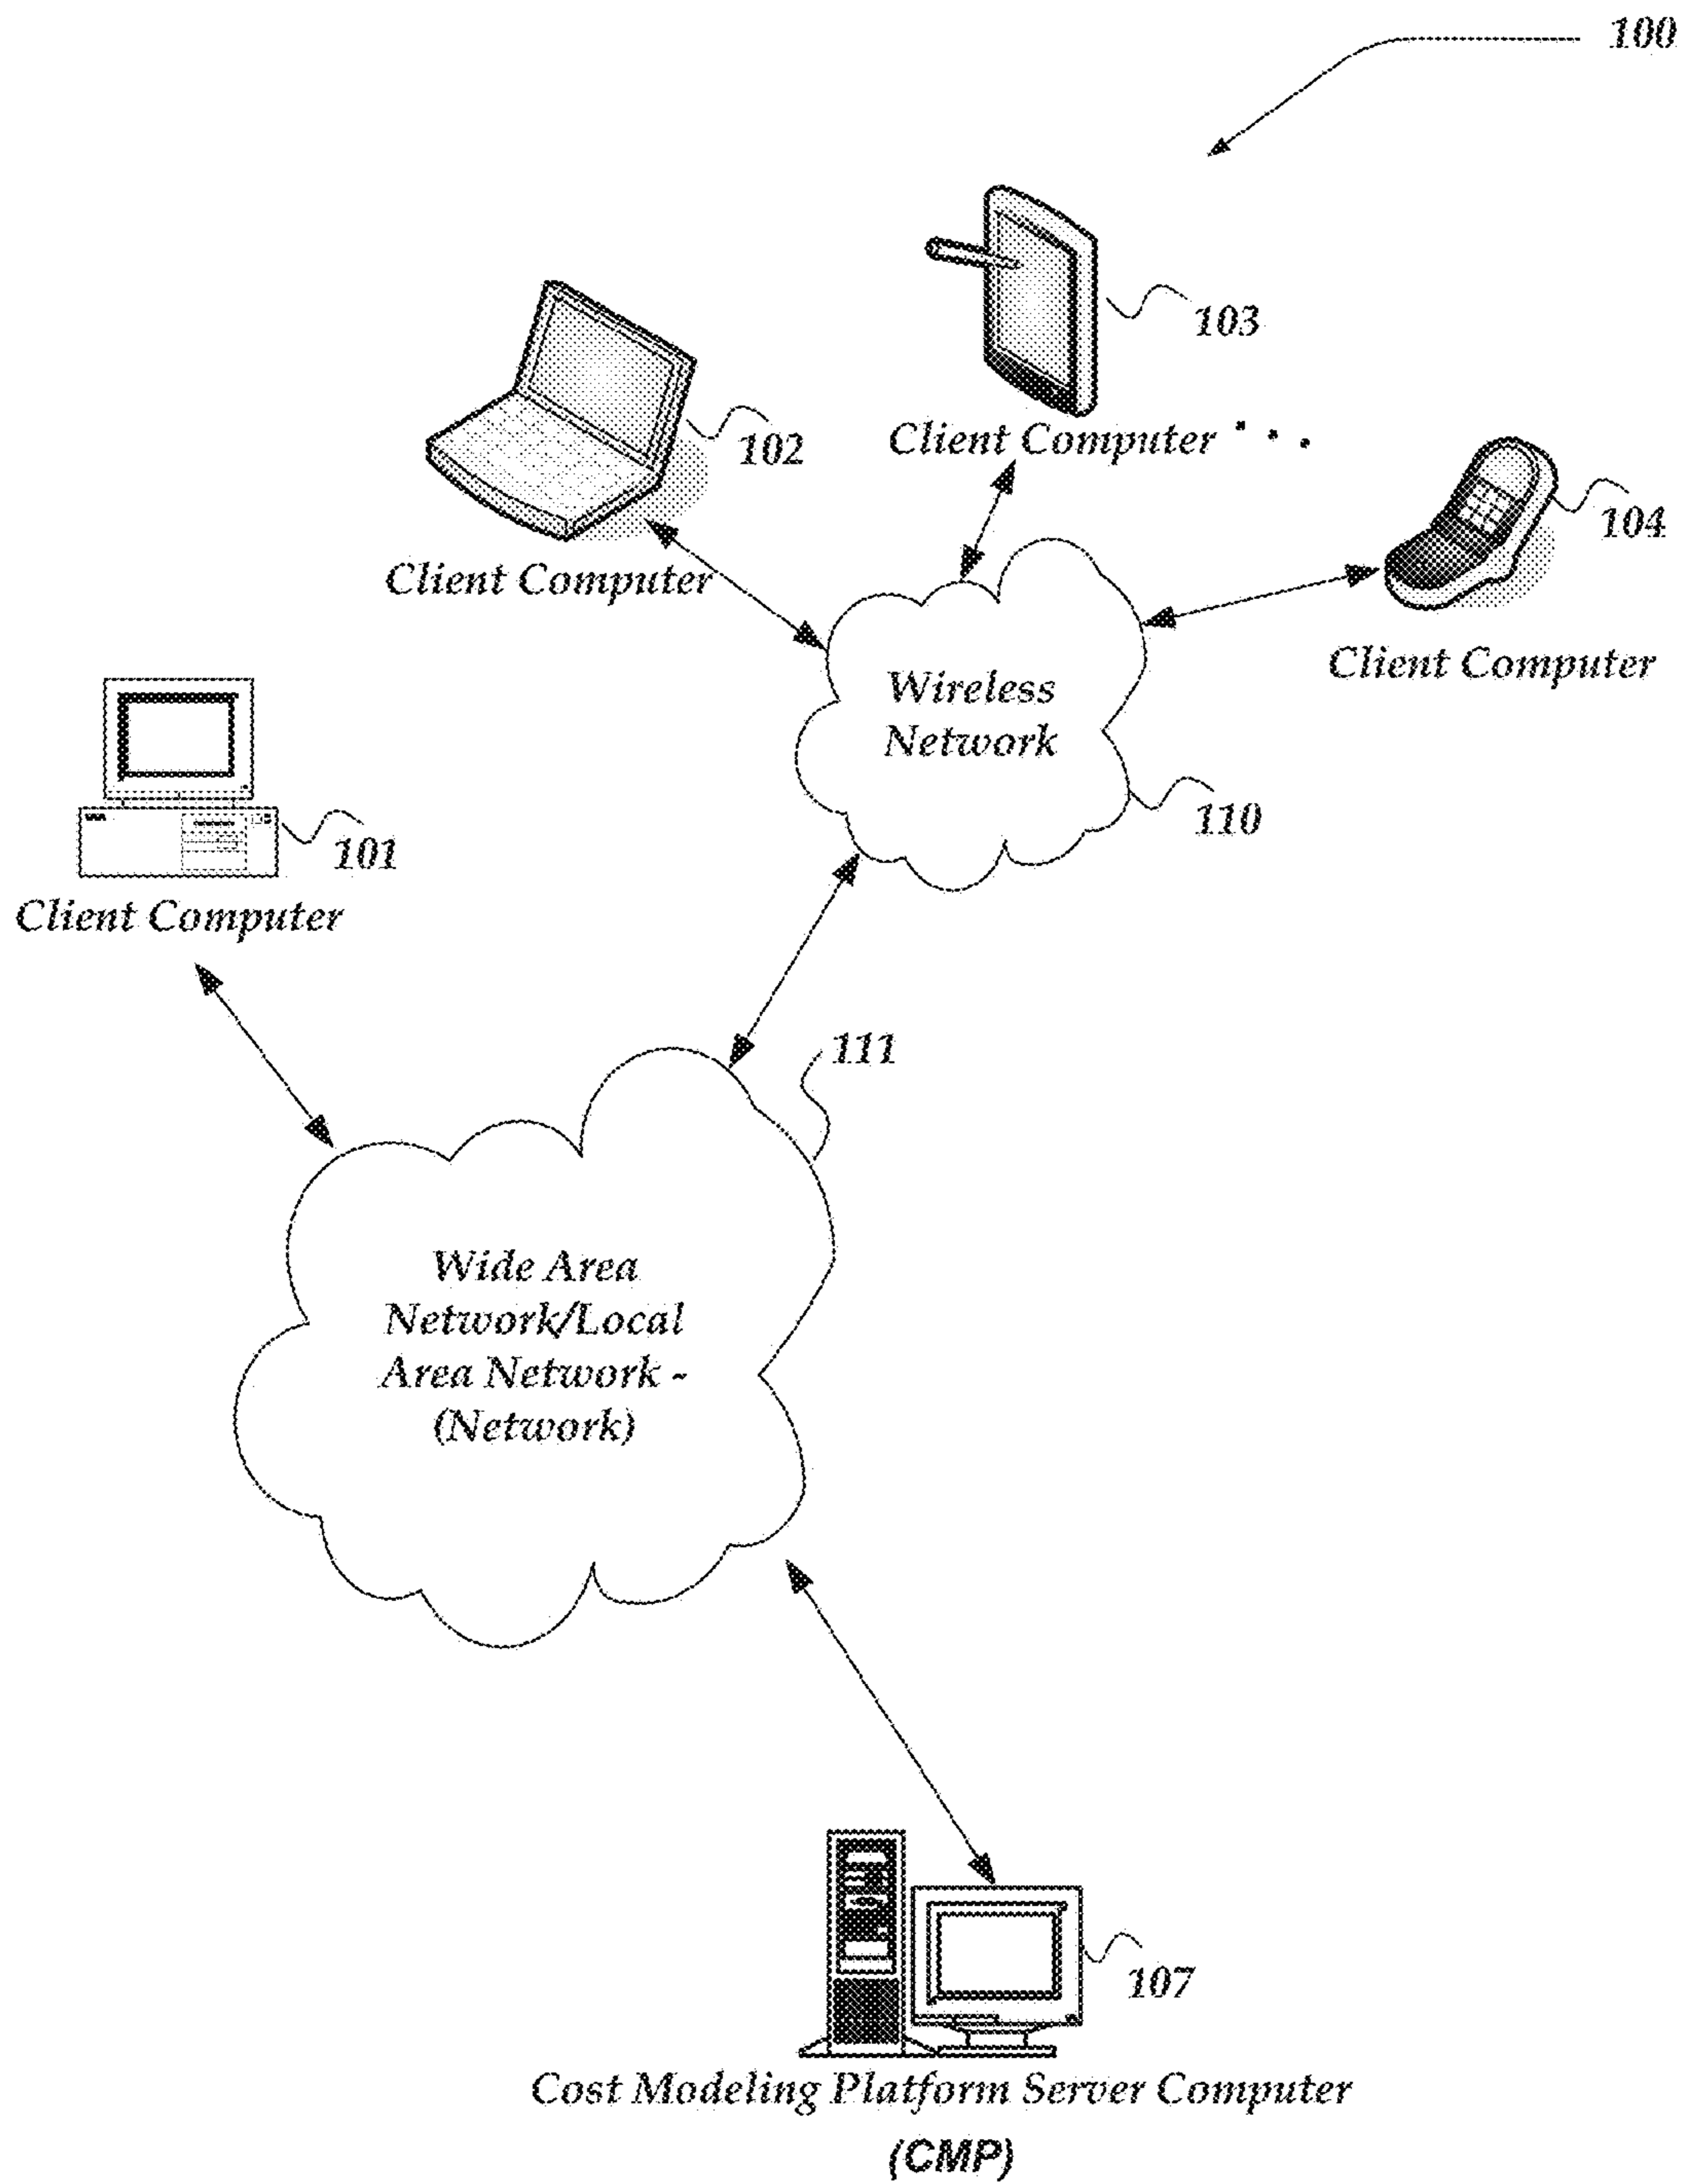 100
103
Client Computer . . .
102
104
Client Computer
Client Computer
Wireless
Network
110
101
Client Computer
111
Wide Area
Network/Local
Area Network -
(Network)
107
Cost Modeling Platform Server Computer
(CMP)